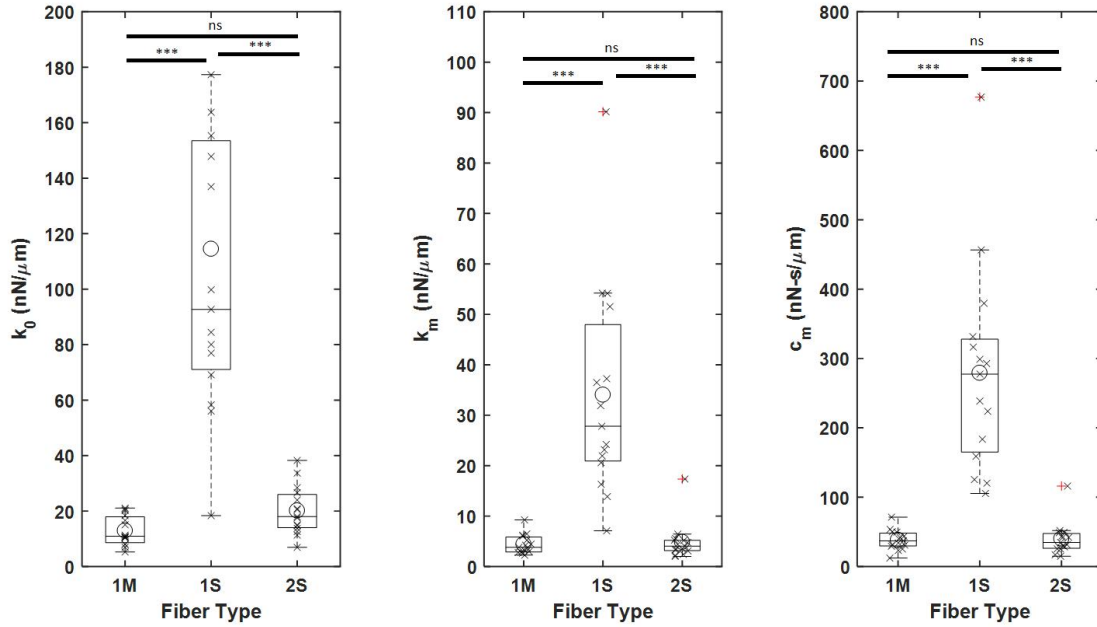 k0 (nN/μm)
200
180
160
140
120
100
80
60
40
20
0
ns
***
***
1M
1S
2S
Fiber Type
km (nN/μm)
110
100
90
80
70
60
50
40
30
20
10
0
ns
***
***
1M
1S
2S
Fiber Type
cm (nN-s/μm)
800
700
600
500
400
300
200
100
0
ns
***
***
1M
1S
2S
Fiber Type